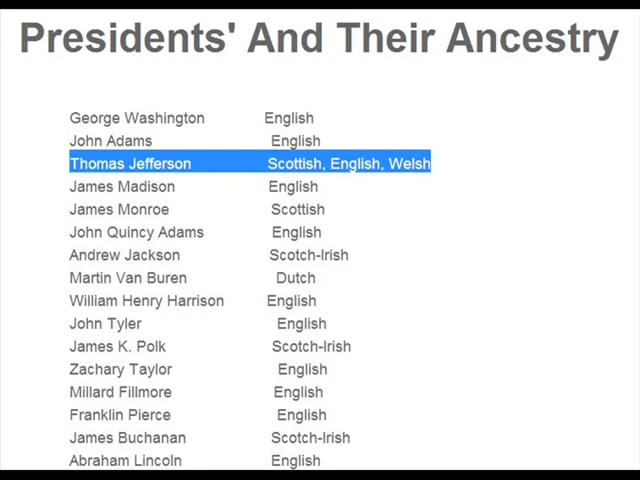 Presidents' And Their Ancestry
George Washington English
John Adams English
Thomas Jefferson Scottish, English, Welsh
James Madison English
James Monroe Scottish
John Quincy Adams English
Andrew Jackson Scotch-Irish
Martin Van Buren Dutch
William Henry Harrison English
John Tyler English
James K. Polk Scotch-Irish
Zachary Taylor English
Millard Fillmore English
Franklin Pierce English
James Buchanan Scotch-Irish
Abraham Lincoln English